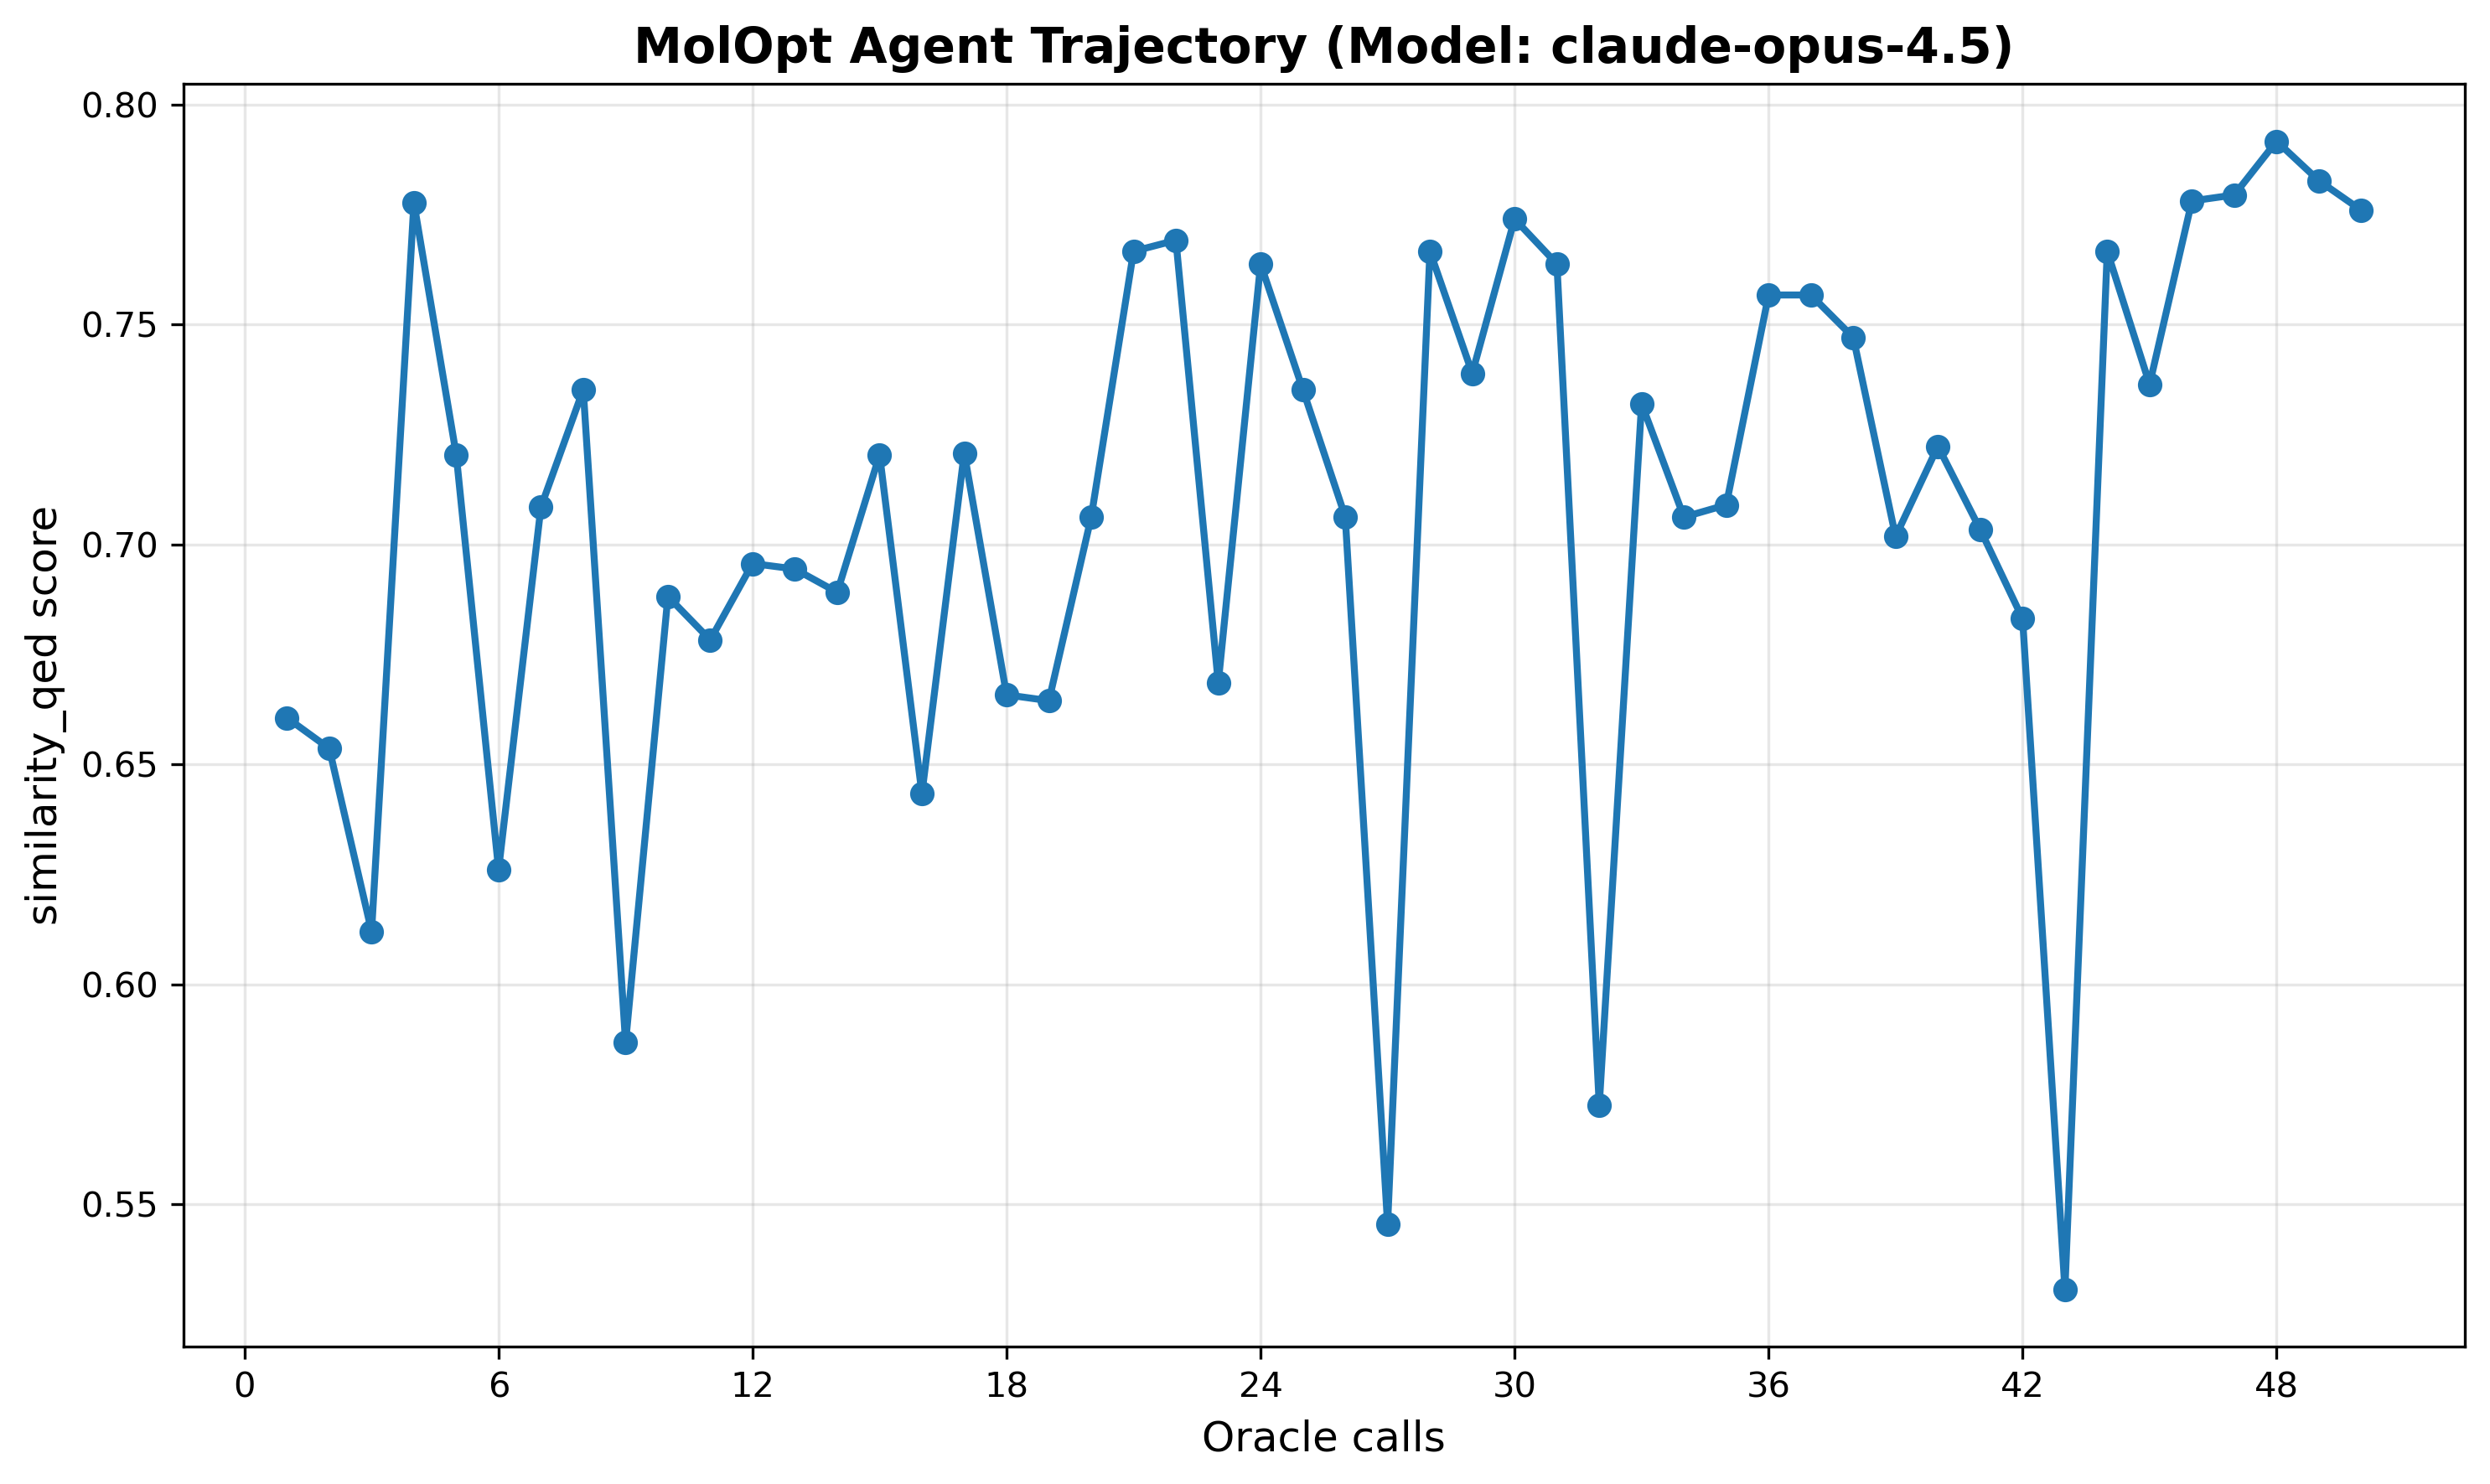 MolOpt Agent Trajectory (Model: claude-opus-4.5)
similarity_qed score
0.80
0.75
0.70
0.65
0.60
0.55
0 6 12 18 24 30 36 42 48
Oracle calls